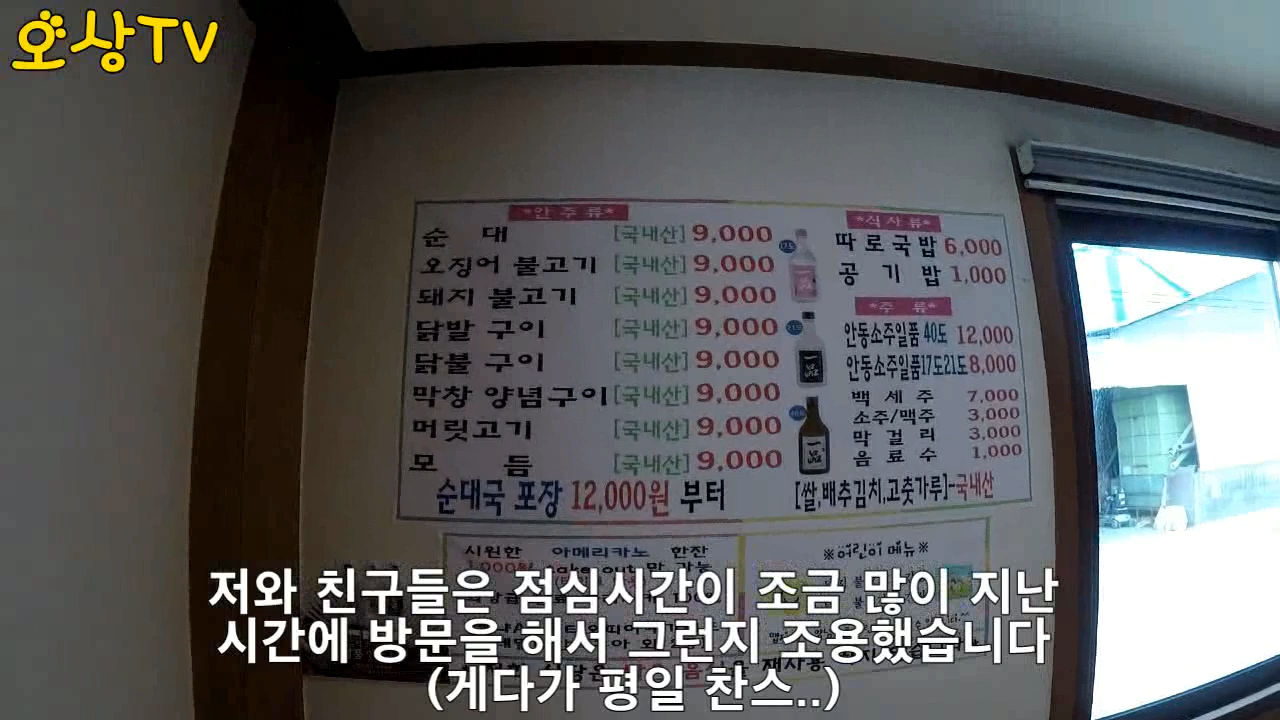 오상TV
*안주류*
순 대 [국내산] 9,000
오징어 불고기 [국내산] 9,000
돼지 불고기 [국내산] 9,000
닭발 구이 [국내산] 9,000
닭불 구이 [국내산] 9,000
막창 양념구이 [국내산] 9,000
머릿고기 [국내산] 9,000
모 듬 [국내산] 9,000
순대국 포장 12,000원 부터
*식사류*
따로국밥 6,000
공 기 밥 1,000
*주 류*
안동소주일품 40도 12,000
안동소주일품17도21도 8,000
백 세 주 7,000
소주/맥주 3,000
막 걸 리 3,000
음 료 수 1,000
[쌀,배추김치,고춧가루]-국내산
시원한 아메리카노 한잔
※어린이 메뉴※
저와 친구들은 점심시간이 조금 많이 지난
시간에 방문을 해서 그런지 조용했습니다
(게다가 평일 찬스..)